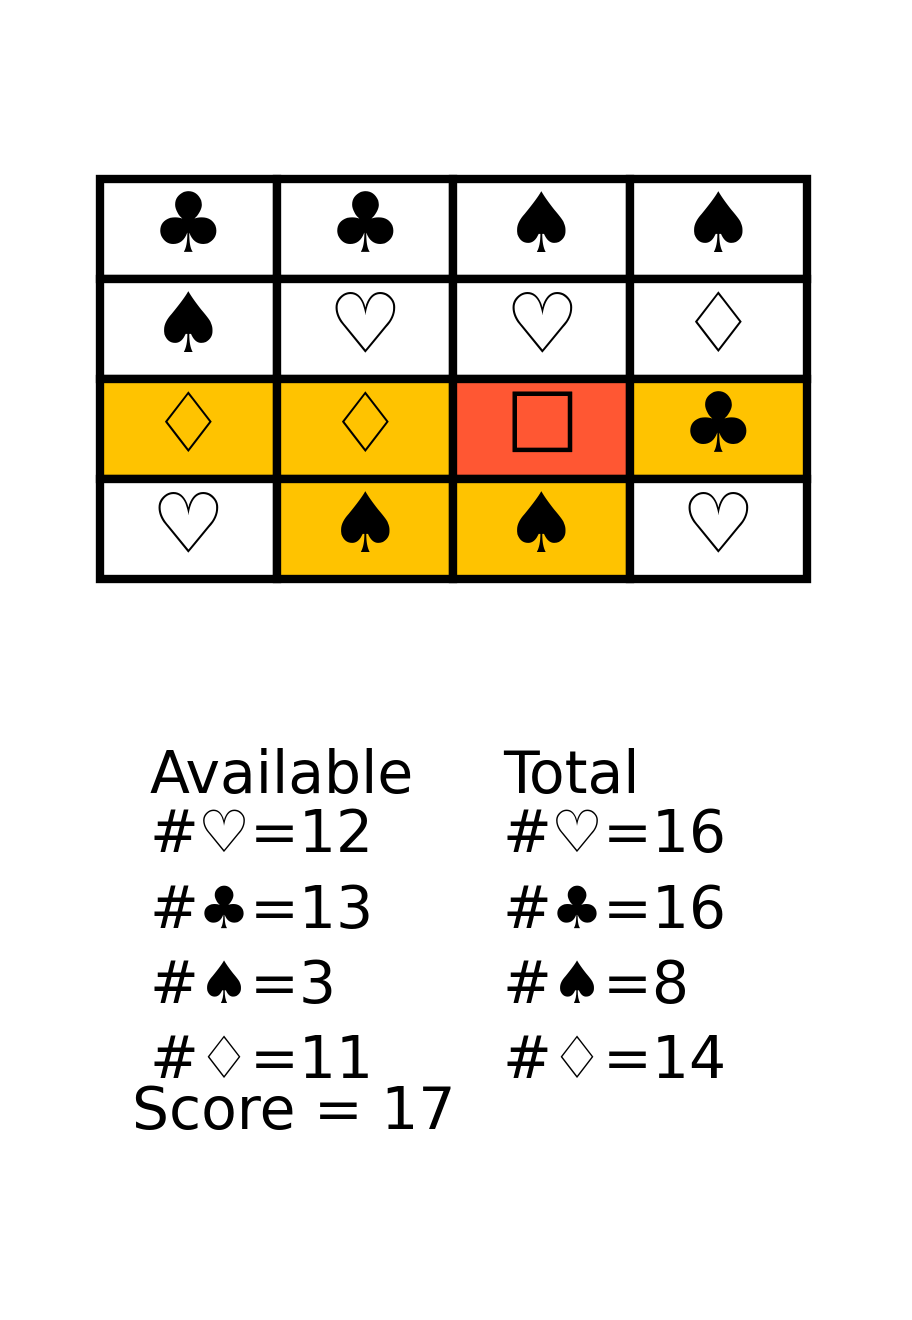 ♣ ♣ ♠ ♠
♠ ♡ ♡ ♢
♢ ♢ □ ♣
♡ ♠ ♠ ♡
Available Total
#♡=12 #♡=16
#♣=13 #♣=16
#♠=3 #♠=8
#♢=11 #♢=14
Score = 17